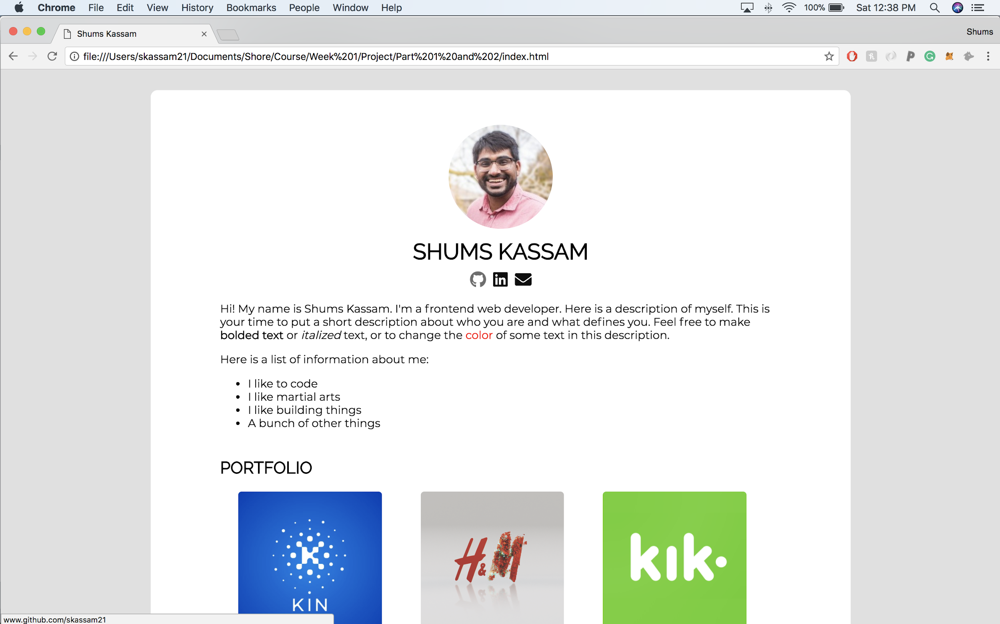 Chrome File Edit View History Bookmarks People Window Help 100% Sat 12:38 PM
Shums Kassam Shums
file:///Users/skassam21/Documents/Shore/Course/Week%201/Project/Part%201%20and%202/index.html
SHUMS KASSAM
in
Hi! My name is Shums Kassam. I'm a frontend web developer. Here is a description of myself. This is
your time to put a short description about who you are and what defines you. Feel free to make
bolded text or italized text, or to change the color of some text in this description.
Here is a list of information about me:
• I like to code
• I like martial arts
• I like building things
• A bunch of other things
PORTFOLIO
KIN
H&M
kik.
www.github.com/skassam21